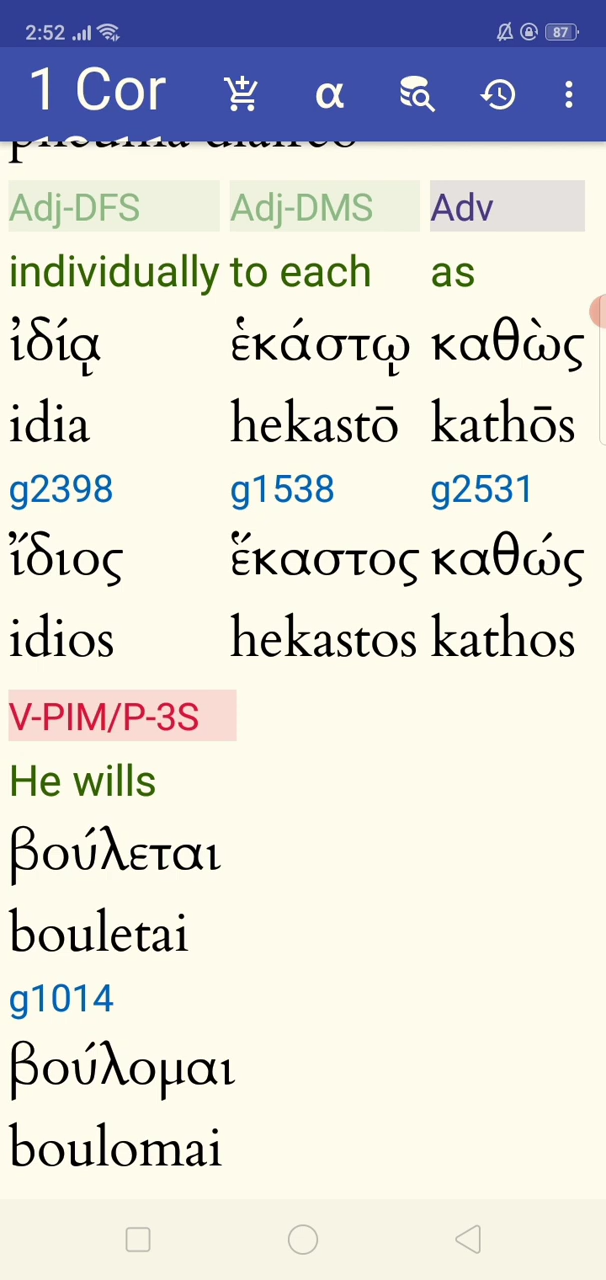 2:52 87
1 Cor α
pneuma diaireo
Adj-DFS Adj-DMS Adv
individually to each as
ἰδίᾳ ἑκάστῳ καθὼς
idia hekastō kathōs
g2398 g1538 g2531
ἴδιος ἕκαστος καθώς
idios hekastos kathos
V-PIM/P-3S
He wills
βούλεται
bouletai
g1014
βούλομαι
boulomai